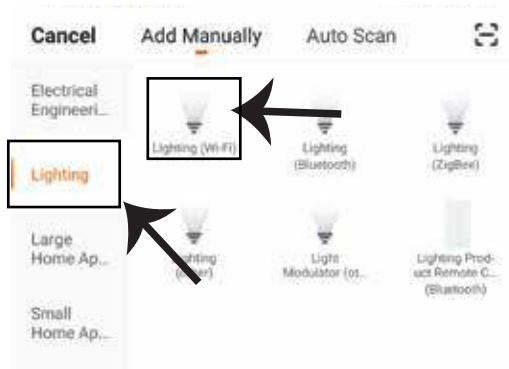 Cancel Add Manually Auto Scan
Electrical
Engineeri...
Lighting
Large
Home Ap...
Small
Home Ap...
Lighting (Wi-Fi)
Lighting
(Bluetooth)
Lighting
(ZigBee)
Light
Modulator (ot...
Lighting Prod-
uct Remote C...
(Bluetooth)